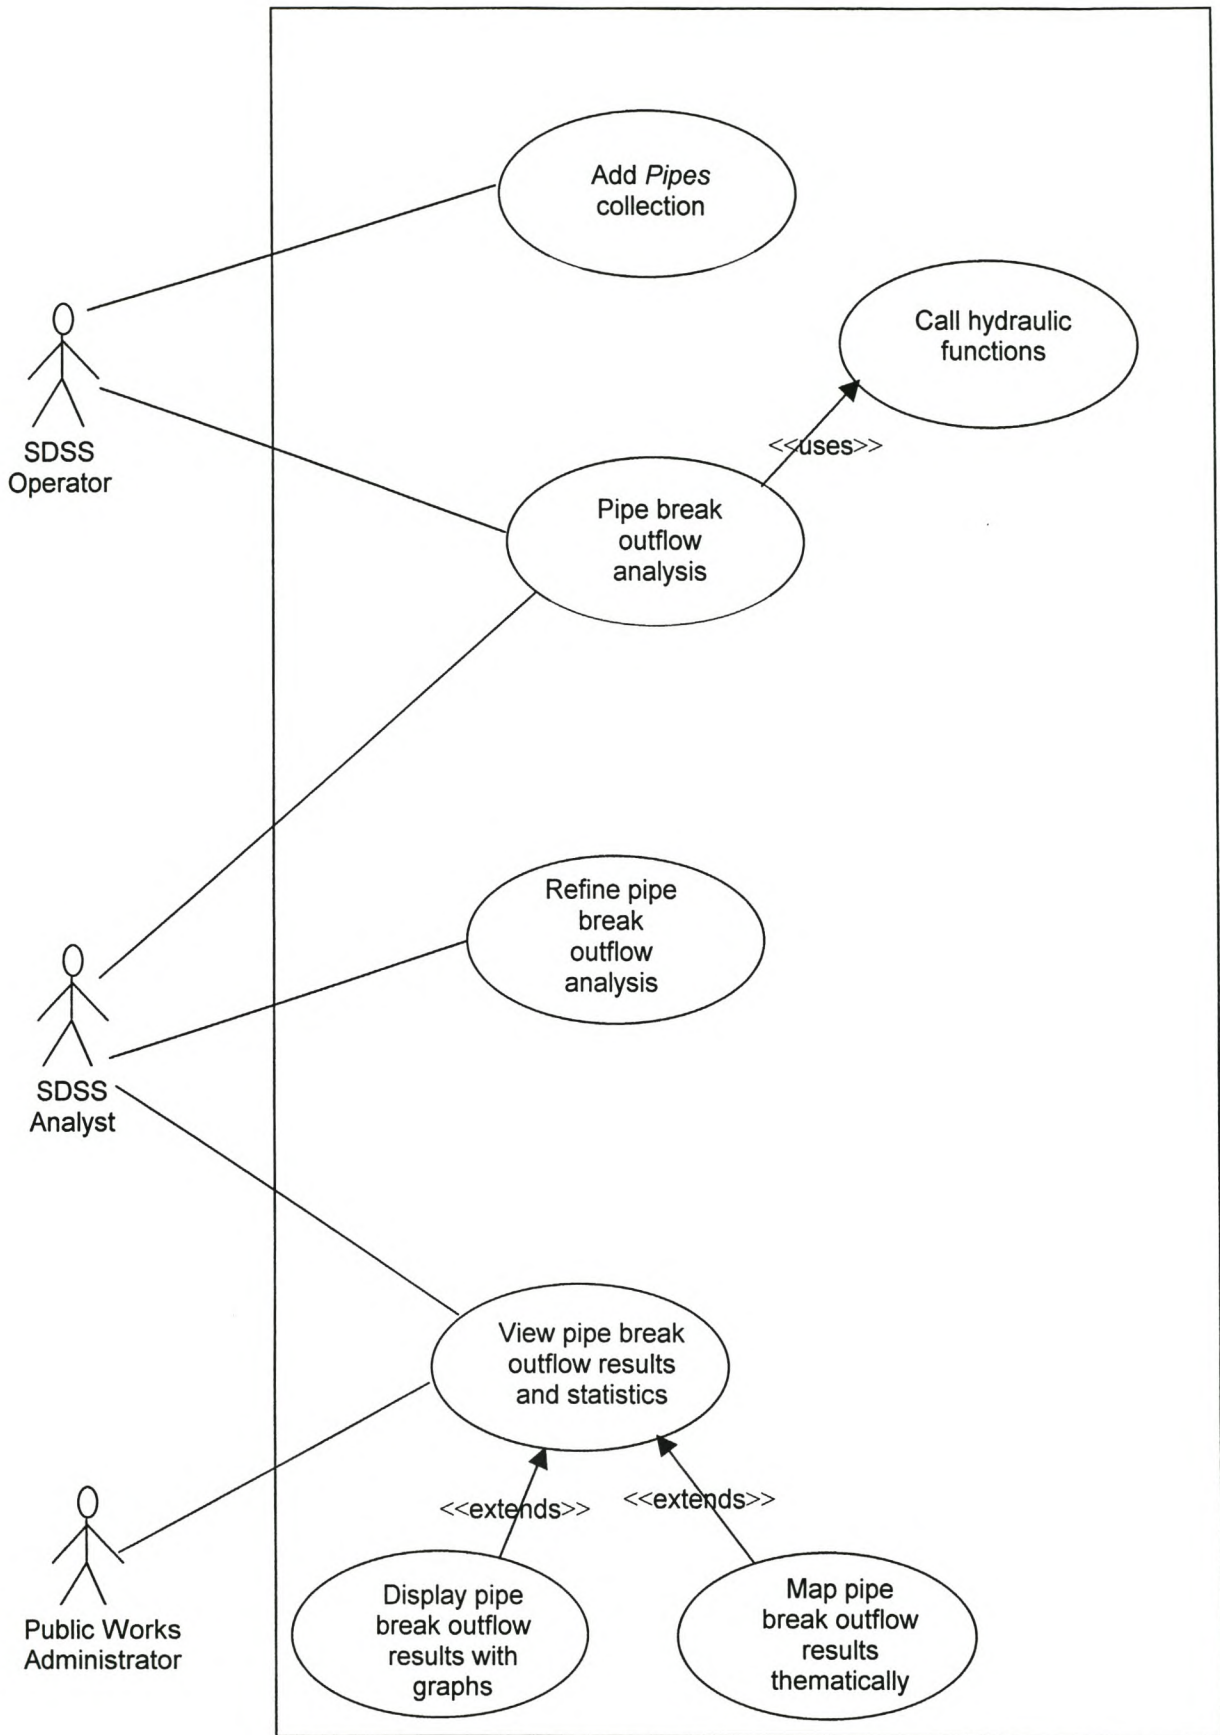 Add Pipes
collection
Call hydraulic
functions
SDSS
Operator
<<uses>>
Pipe break
outflow
analysis
Refine pipe
break
outflow
analysis
SDSS
Analyst
View pipe break
outflow results
and statistics
<<extends>>
<<extends>>
Public Works
Administrator
Display pipe
break outflow
results with
graphs
Map pipe
break outflow
results
thematically